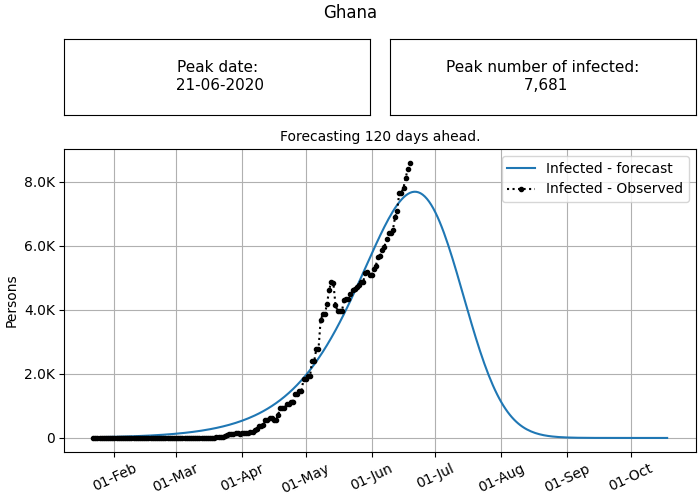 Ghana
Peak date:
21-06-2020
Peak number of infected:
7,681
Forecasting 120 days ahead.
Infected - forecast
Infected - Observed
8.0K
6.0K
4.0K
2.0K
0
Persons
01-Feb
01-Mar
01-Apr
01-May
01-Jun
01-Jul
01-Aug
01-Sep
01-Oct